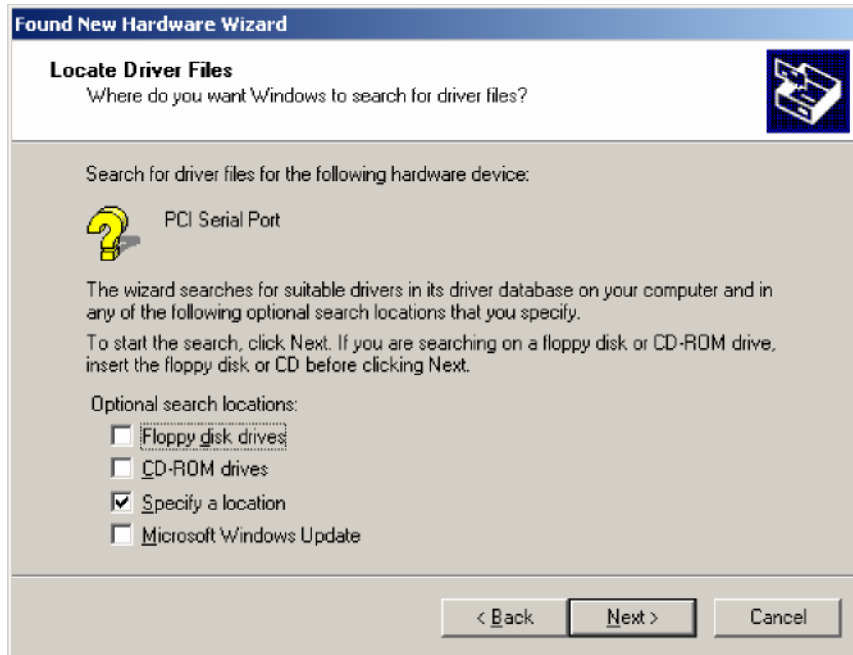 Found New Hardware Wizard
Locate Driver Files
Where do you want Windows to search for driver files?
Search for driver files for the following hardware device:
PCI Serial Port
The wizard searches for suitable drivers in its driver database on your computer and in
any of the following optional search locations that you specify.
To start the search, click Next. If you are searching on a floppy disk or CD-ROM drive,
insert the floppy disk or CD before clicking Next.
Optional search locations:
Floppy disk drives
CD-ROM drives
Specify a location
Microsoft Windows Update
< Back
Next >
Cancel